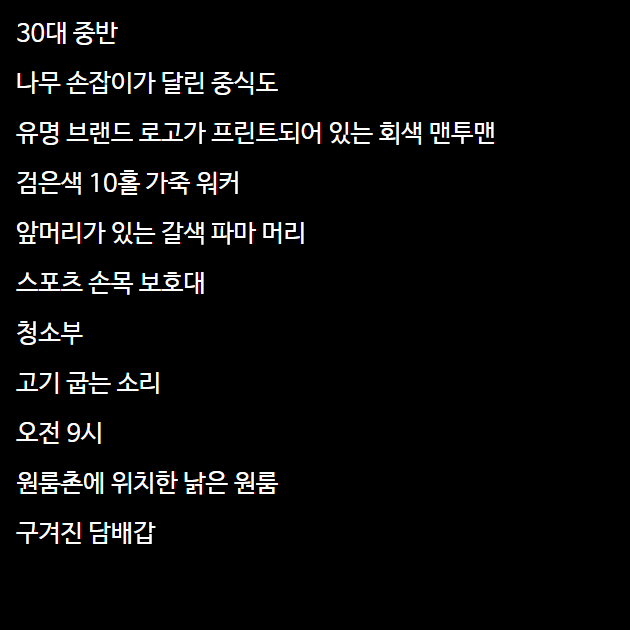 30대 중반
나무 손잡이가 달린 중식도
유명 브랜드 로고가 프린트되어 있는 회색 맨투맨
검은색 10홀 가죽 워커
앞머리가 있는 갈색 파마 머리
스포츠 손목 보호대
청소부
고기 굽는 소리
오전 9시
원룸촌에 위치한 낡은 원룸
구겨진 담배갑